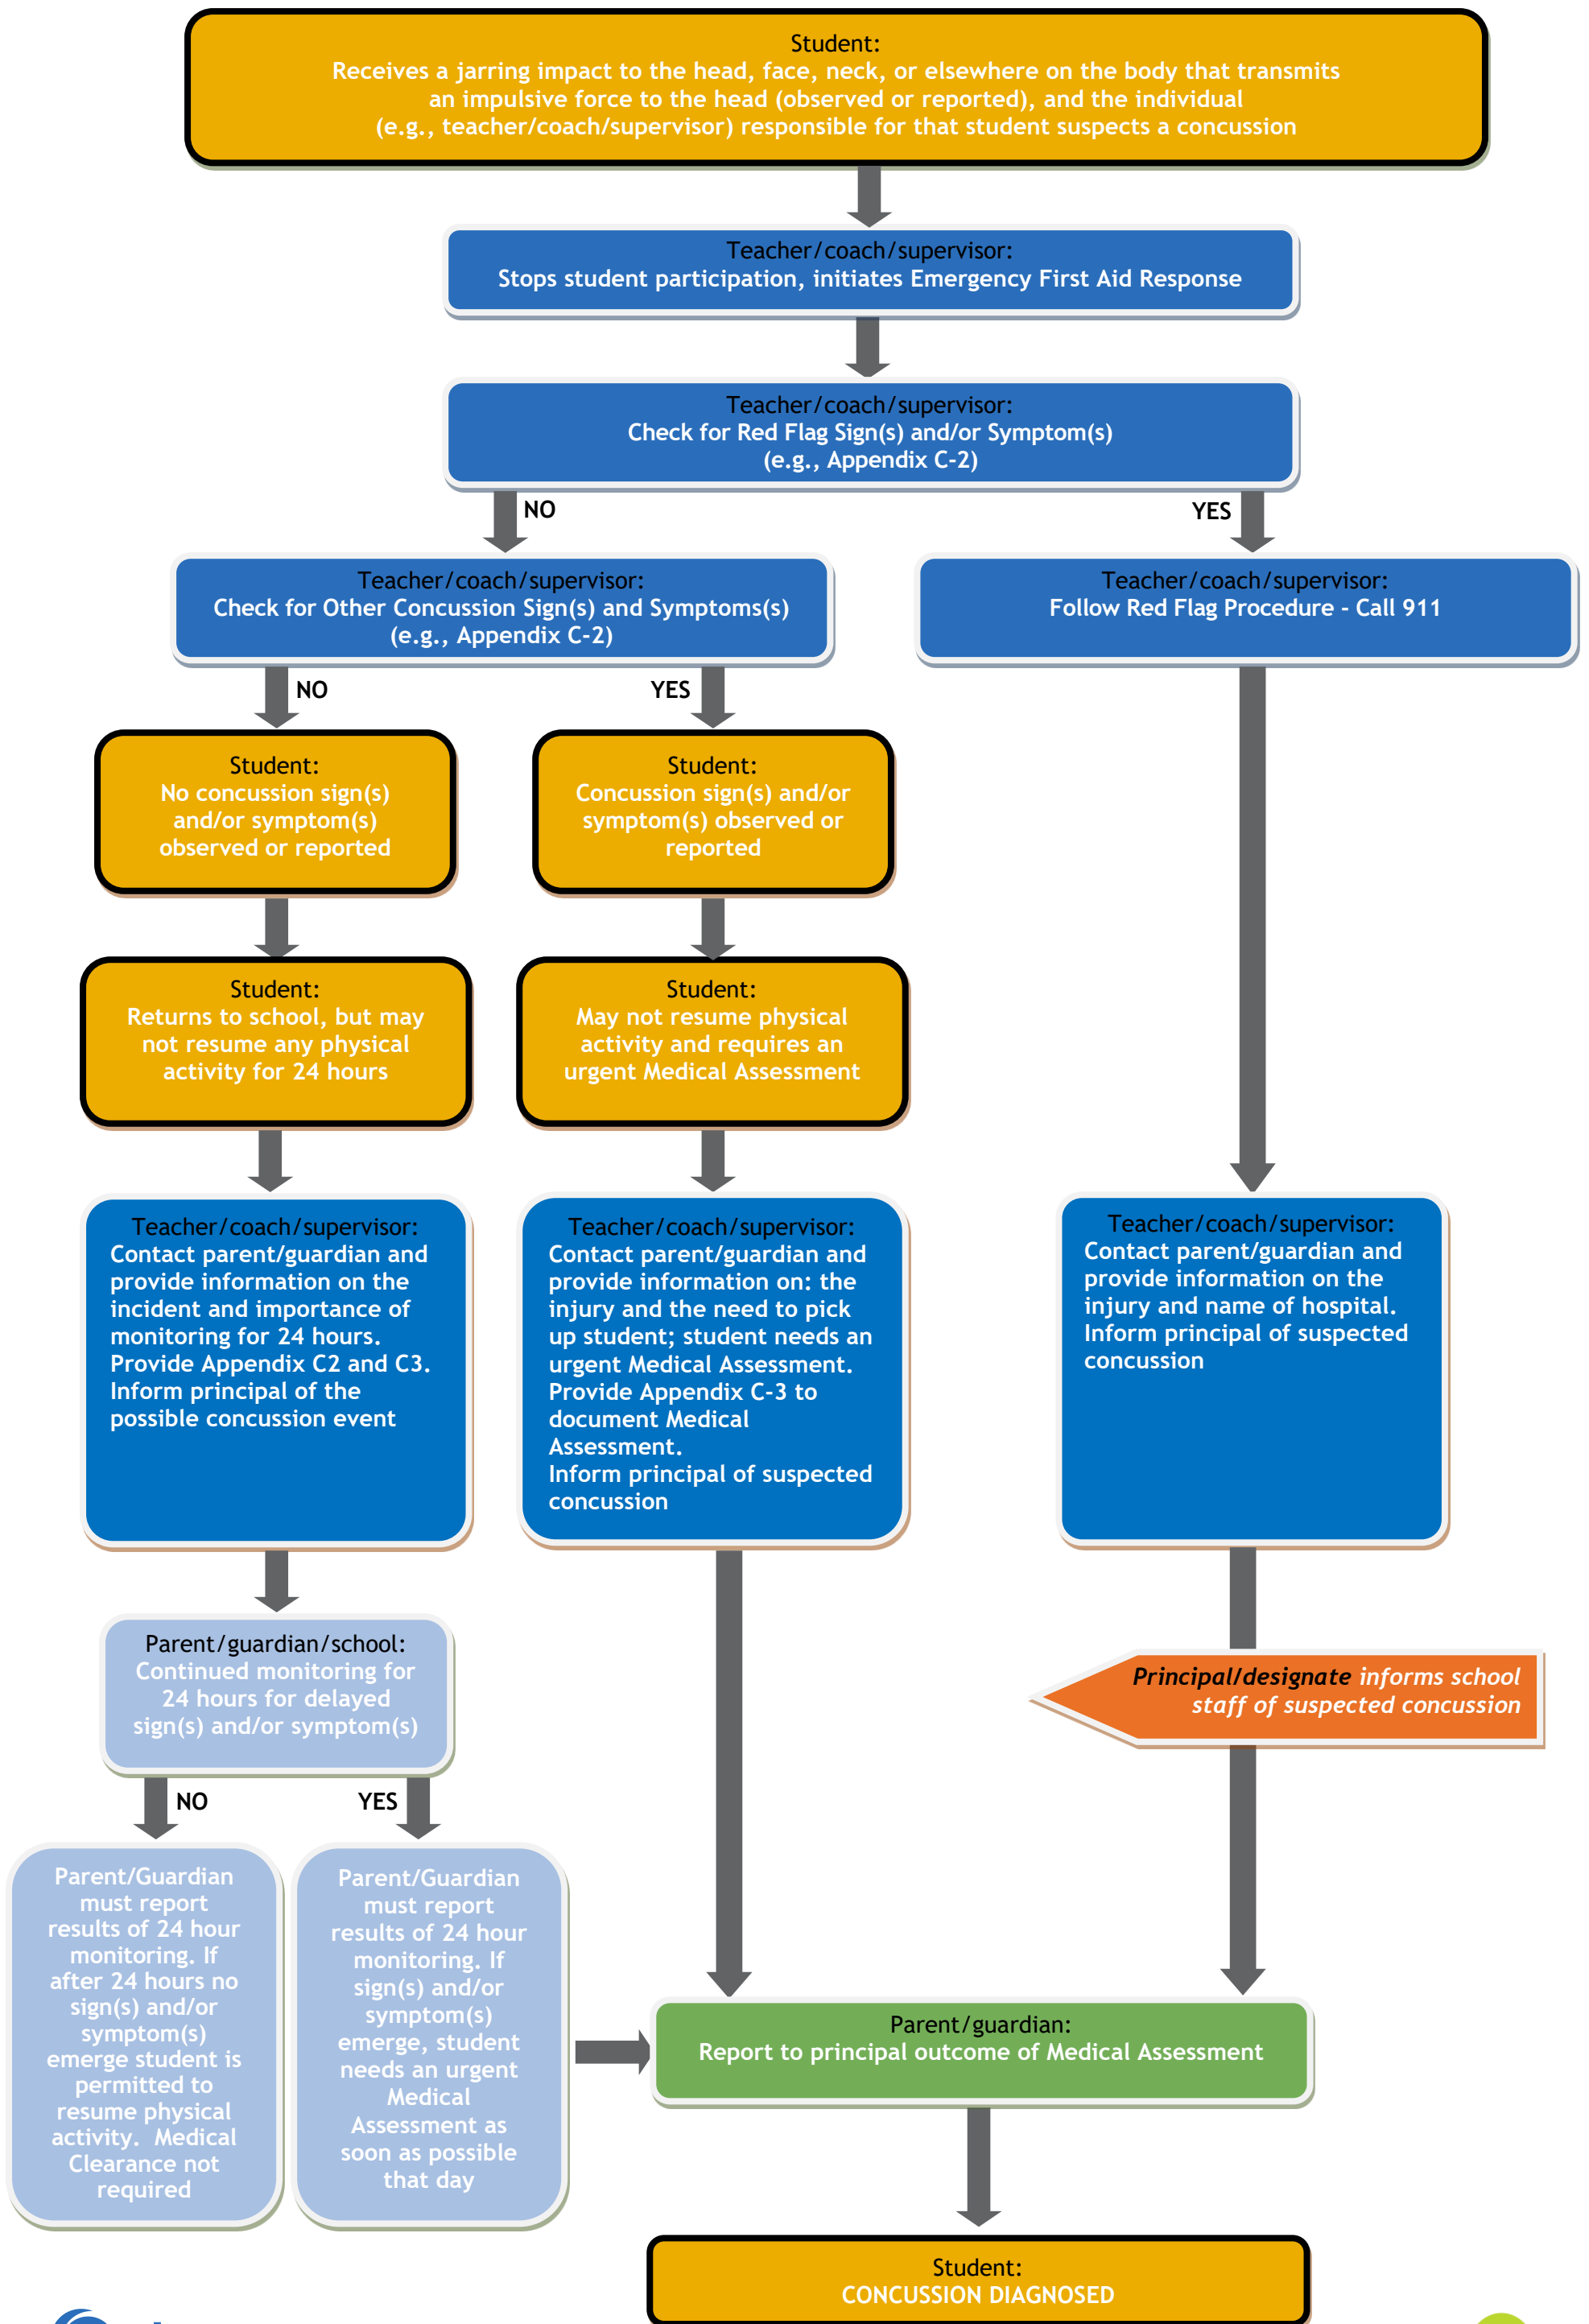 Student:
Receives a jarring impact to the head, face, neck, or elsewhere on the body that transmits
an impulsive force to the head (observed or reported), and the individual
(e.g., teacher/coach/supervisor) responsible for that student suspects a concussion
Teacher/coach/supervisor:
Stops student participation, initiates Emergency First Aid Response
Teacher/coach/supervisor:
Check for Red Flag Sign(s) and/or Symptom(s)
(e.g., Appendix C-2)
NO
YES
Teacher/coach/supervisor:
Check for Other Concussion Sign(s) and Symptoms(s)
(e.g., Appendix C-2)
Teacher/coach/supervisor:
Follow Red Flag Procedure - Call 911
NO
YES
Student:
No concussion sign(s)
and/or symptom(s)
observed or reported
Student:
Concussion sign(s) and/or
symptom(s) observed or
reported
Student:
Returns to school, but may
not resume any physical
activity for 24 hours
Student:
May not resume physical
activity and requires an
urgent Medical Assessment
Teacher/coach/supervisor:
Contact parent/guardian and
provide information on the
incident and importance of
monitoring for 24 hours.
Provide Appendix C2 and C3.
Inform principal of the
possible concussion event
Teacher/coach/supervisor:
Contact parent/guardian and
provide information on: the
injury and the need to pick
up student; student needs an
urgent Medical Assessment.
Provide Appendix C-3 to
document Medical
Assessment.
Inform principal of suspected
concussion
Teacher/coach/supervisor:
Contact parent/guardian and
provide information on the
injury and name of hospital.
Inform principal of suspected
concussion
Parent/guardian/school:
Continued monitoring for
24 hours for delayed
sign(s) and/or symptom(s)
Principal/designate informs school
staff of suspected concussion
NO
YES
Parent/Guardian
must report
results of 24 hour
monitoring. If
after 24 hours no
sign(s) and/or
symptom(s)
emerge student is
permitted to
resume physical
activity.  Medical
Clearance not
required
Parent/Guardian
must report
results of 24 hour
monitoring. If
sign(s) and/or
symptom(s)
emerge, student
needs an urgent
Medical
Assessment as
soon as possible
that day
Parent/guardian:
Report to principal outcome of Medical Assessment
Student:
CONCUSSION DIAGNOSED